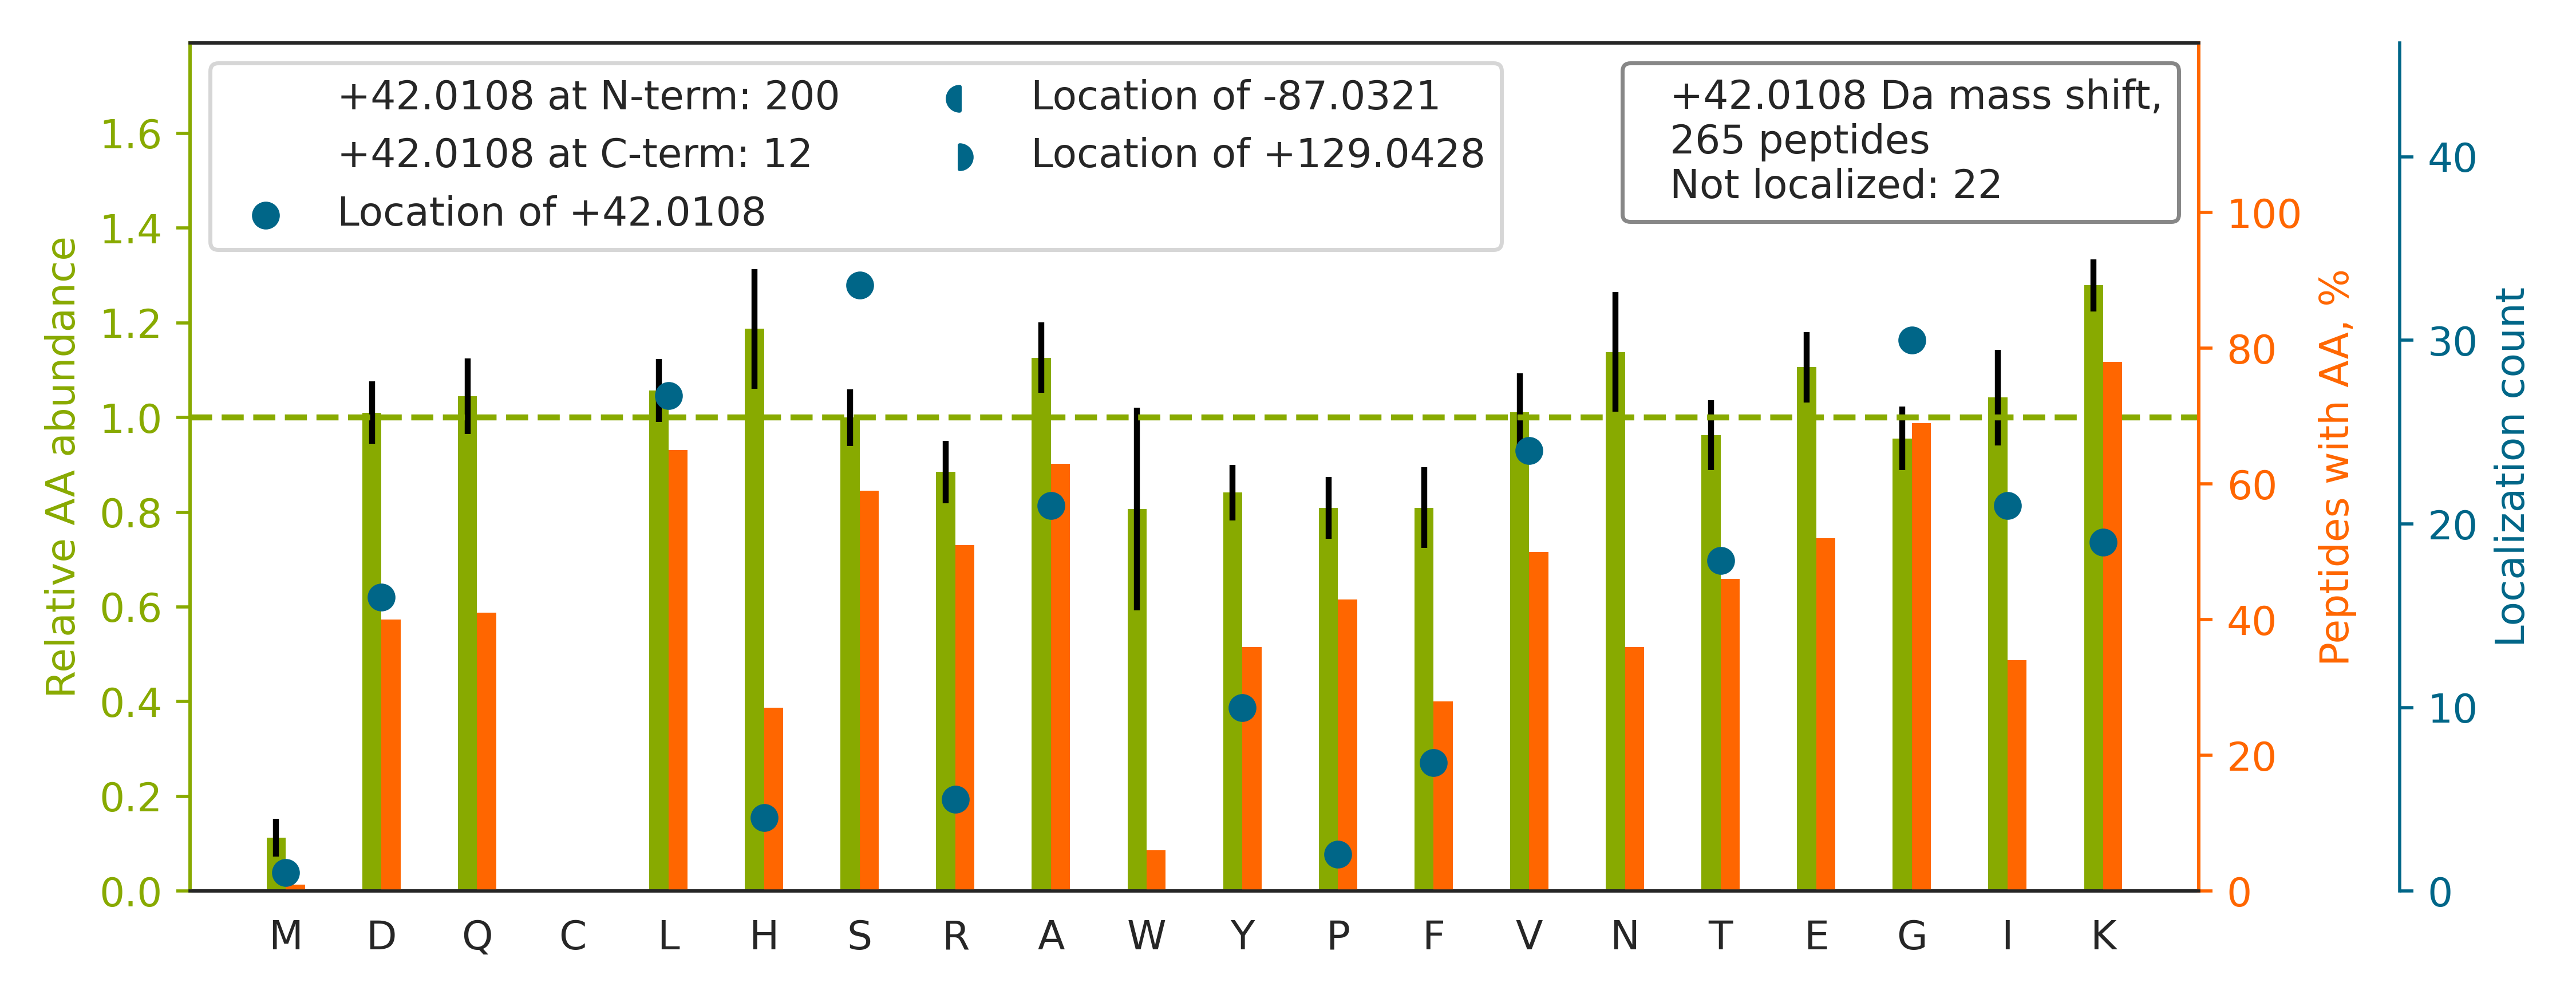 +42.0108 at N-term: 200
+42.0108 at C-term: 12
Location of +42.0108
Location of -87.0321
Location of +129.0428
+42.0108 Da mass shift,
265 peptides
Not localized: 22
Relative AA abundance
1.6
1.4
1.2
1.0
0.8
0.6
0.4
0.2
0.0
M D Q C L H S R A W Y P F V N T E G I K
100
80
60
40
20
0
Peptides with AA, %
40
30
20
10
0
Localization count